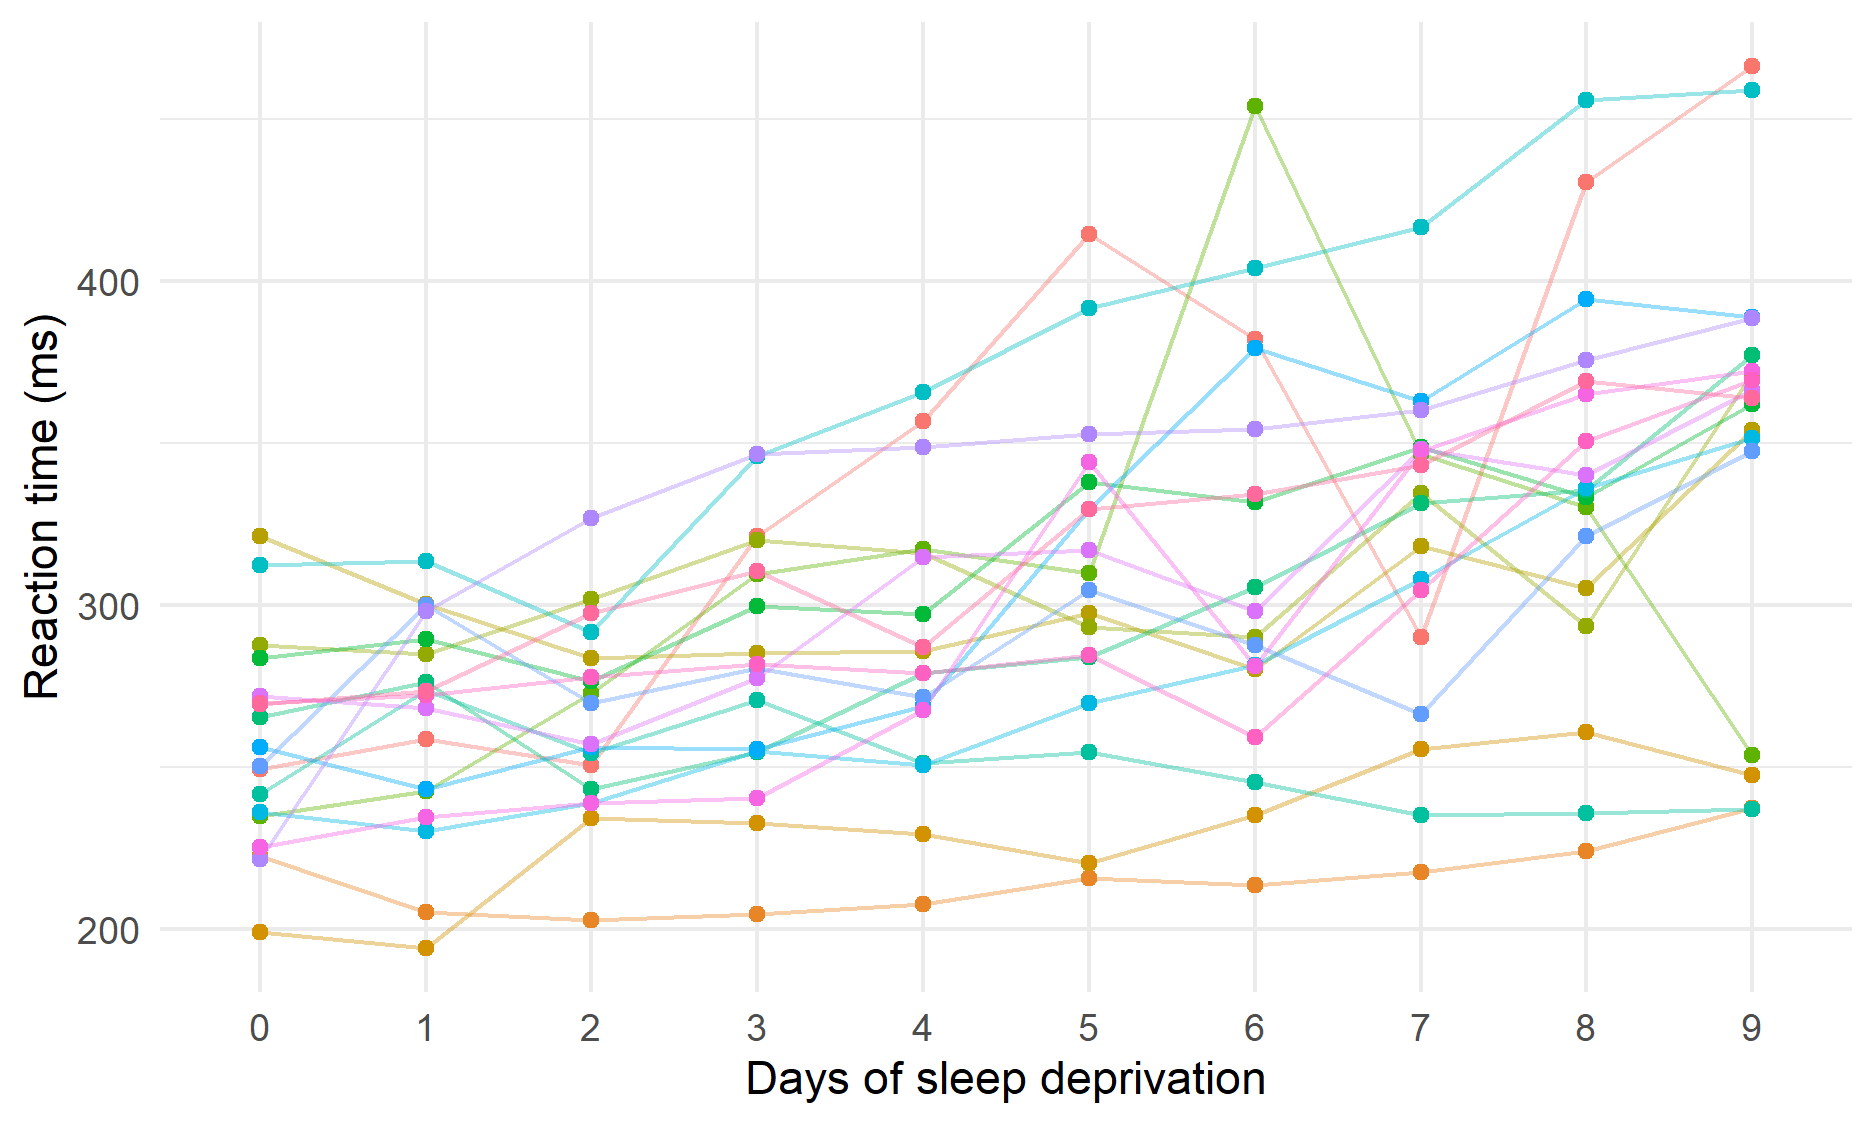 Reaction time (ms)
400
300
200
0 1 2 3 4 5 6 7 8 9
Days of sleep deprivation